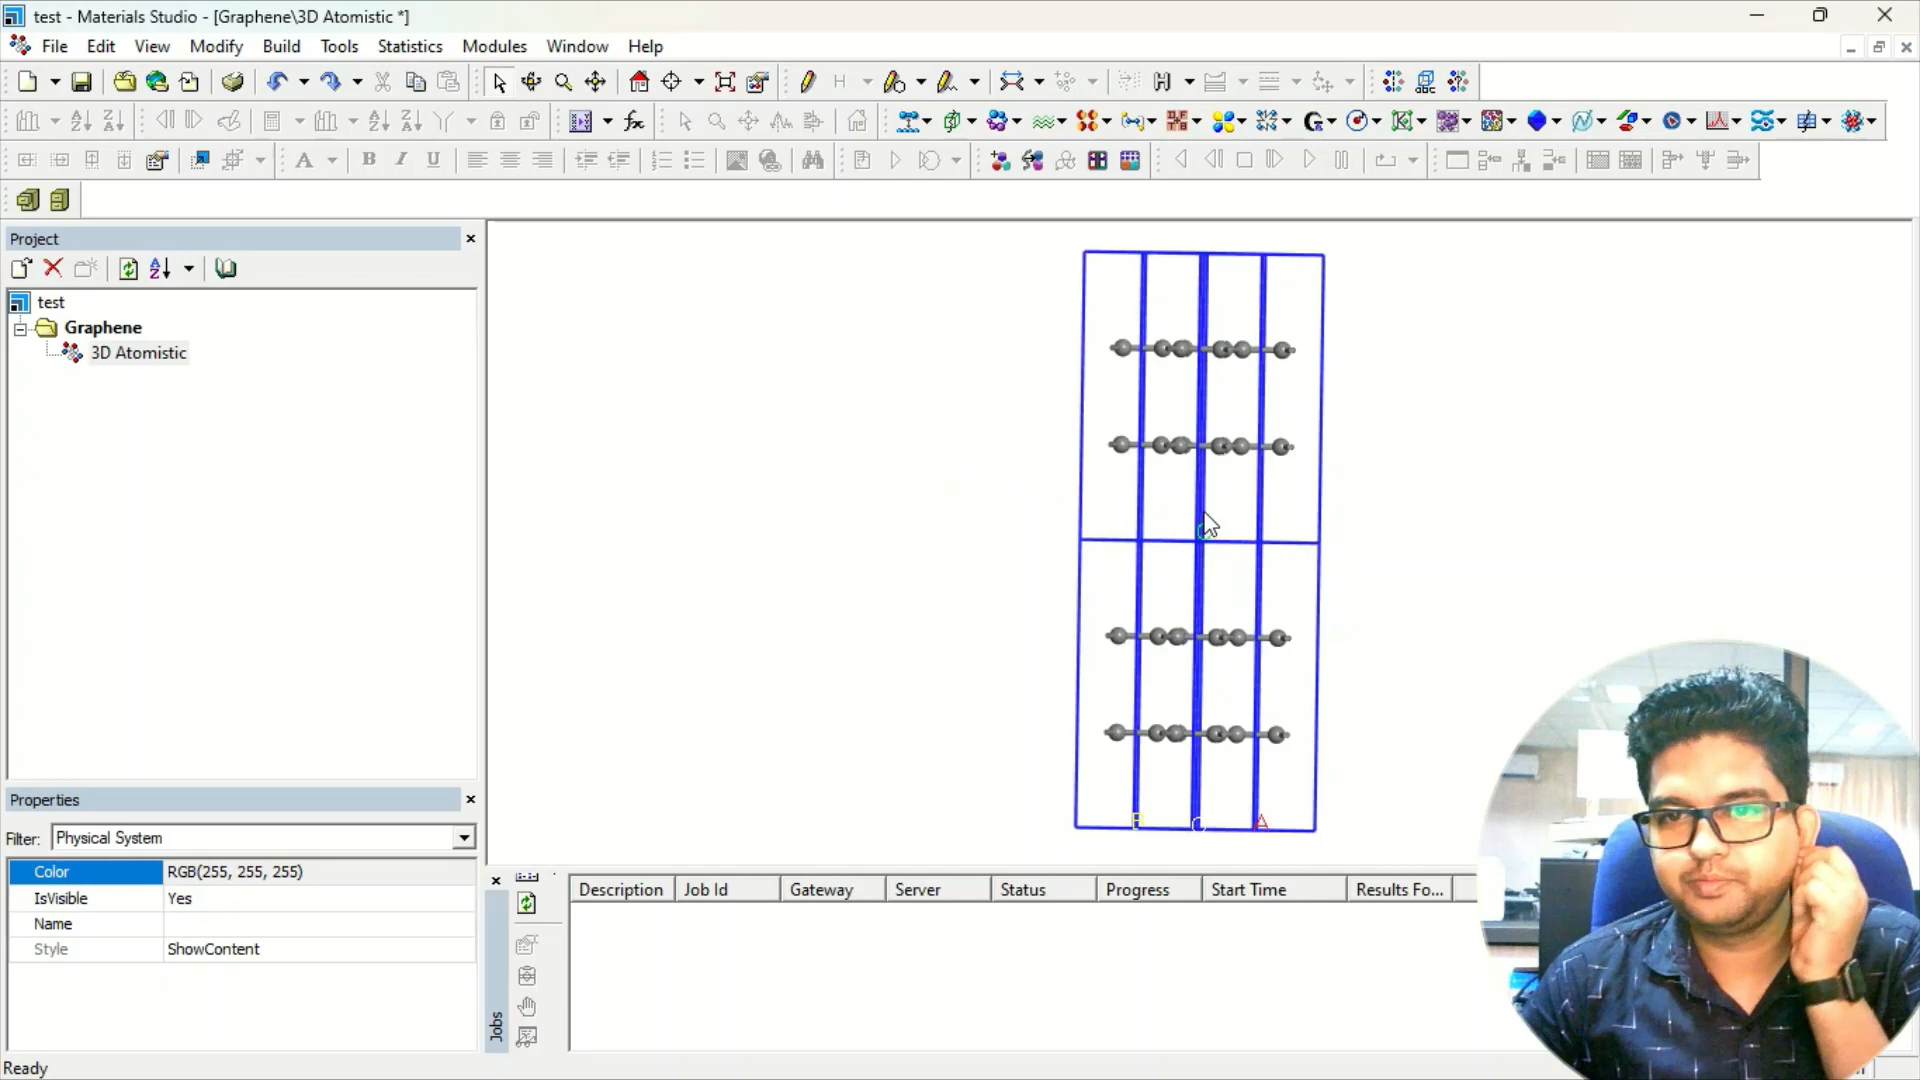 test - Materials Studio - [Graphene\3D Atomistic *]
File Edit View Modify Build Tools Statistics Modules Window Help
Project
test
Graphene
3D Atomistic
Properties
Filter: Physical System
Color RGB(255, 255, 255)
IsVisible Yes
Name
Style ShowContent
B O A
Jobs
Description Job Id Gateway Server Status Progress Start Time Results Fo...
Ready